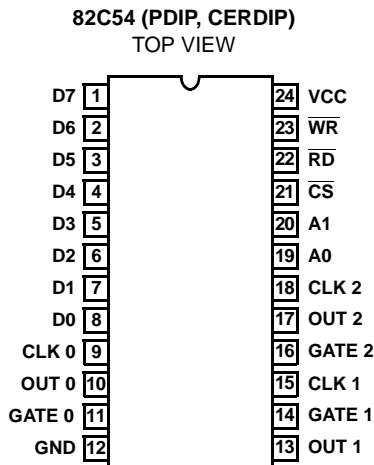 82C54 (PDIP, CERDIP)
TOP VIEW
D7 1 24 VCC
D6 2 23 W̅R̅
D5 3 22 R̅D̅
D4 4 21 C̅S̅
D3 5 20 A1
D2 6 19 A0
D1 7 18 CLK 2
D0 8 17 OUT 2
CLK 0 9 16 GATE 2
OUT 0 10 15 CLK 1
GATE 0 11 14 GATE 1
GND 12 13 OUT 1